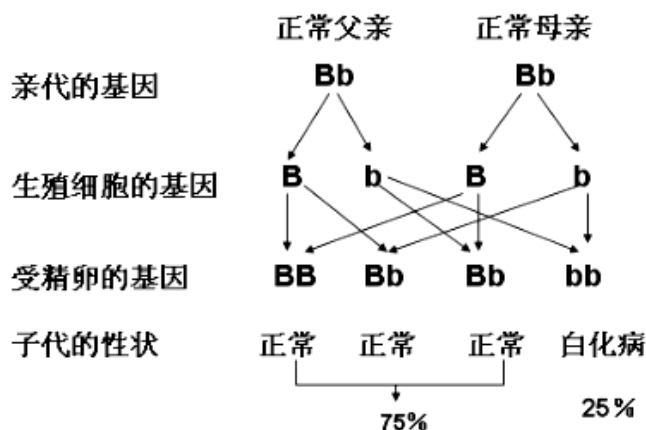 正常父亲 正常母亲
亲代的基因 Bb Bb
生殖细胞的基因 B b B b
受精卵的基因 BB Bb Bb bb
子代的性状 正常 正常 正常 白化病
75% 25%